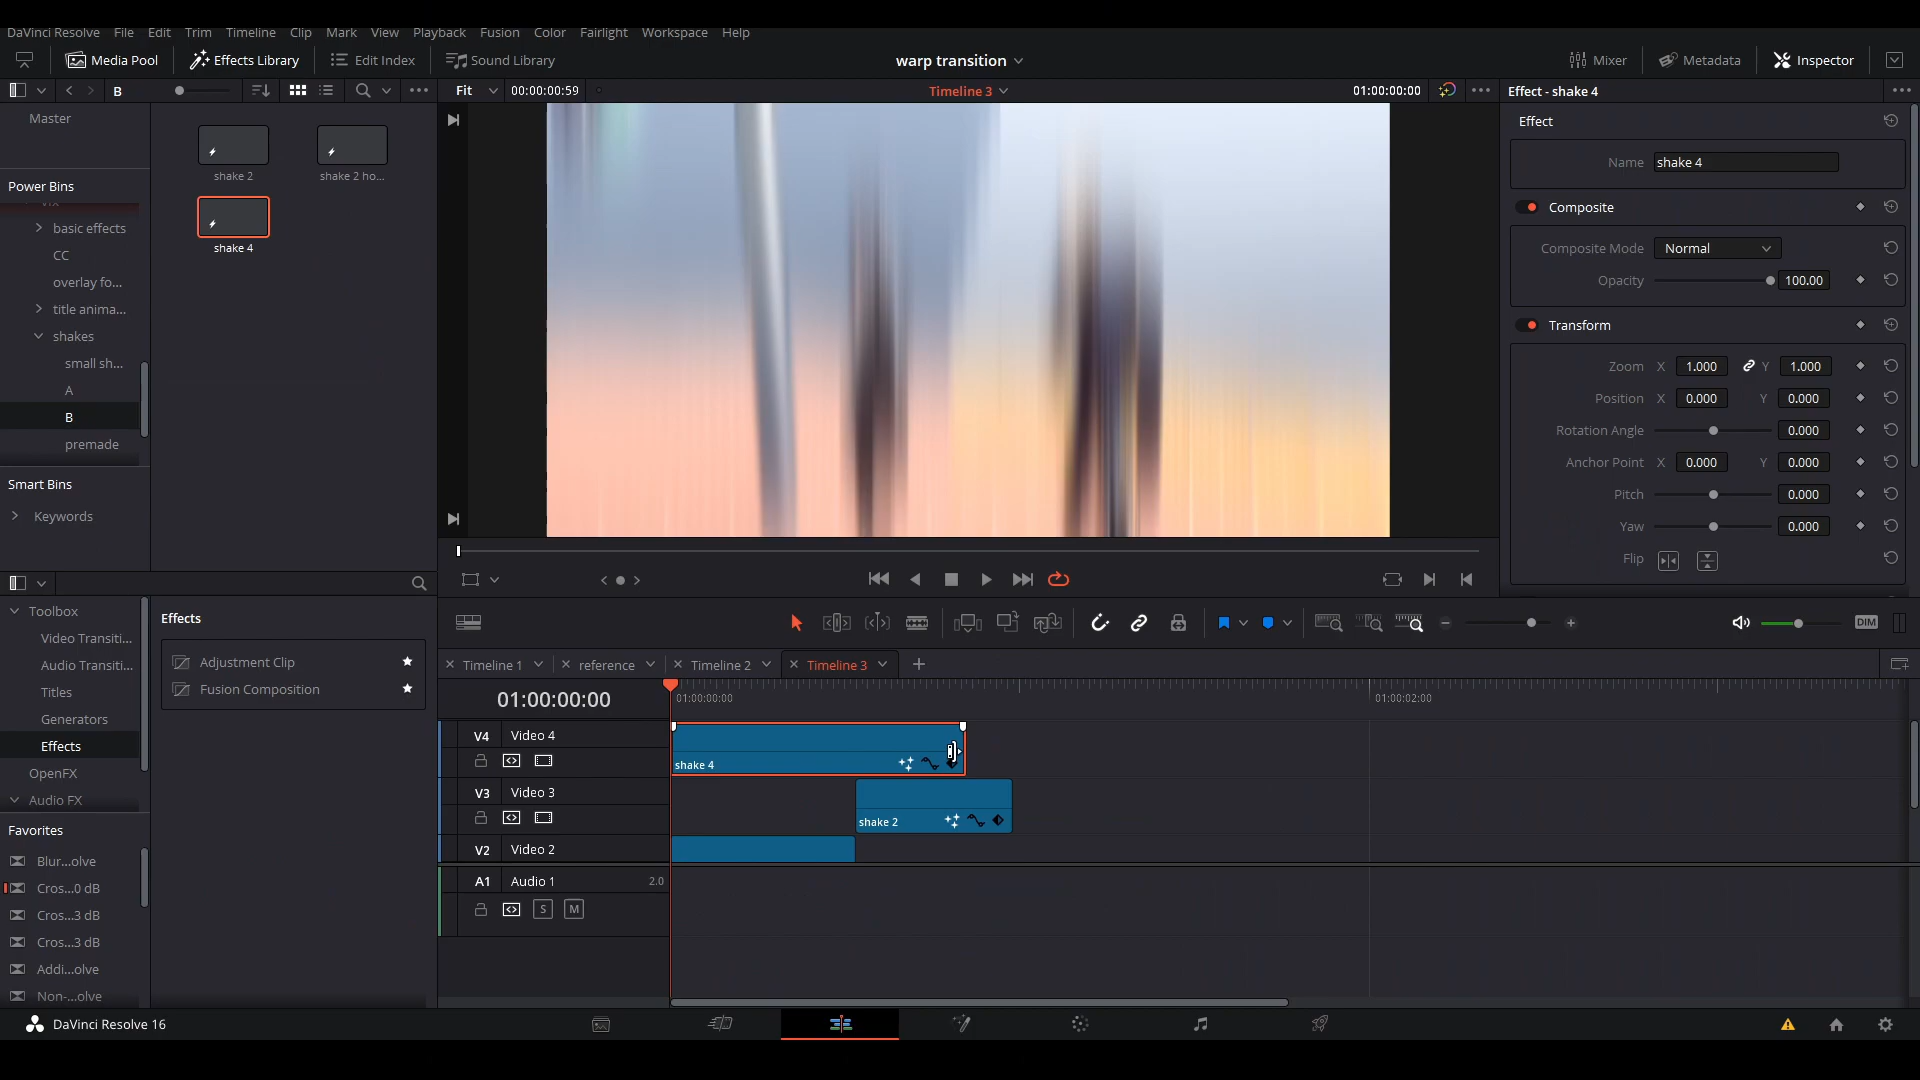 DaVinci Resolve File Edit Trim Timeline Clip Mark View Playback Fusion Color Fairlight Workspace Help
Media Pool Effects Library Edit Index Sound Library warp transition Mixer Metadata Inspector
B Fit 00:00:00:59 Timeline 3 01:00:00:00 Effect - shake 4
Master
Power Bins
basic effects
CC
overlay fo...
title anima...
shakes
small sh...
A
B
premade
Smart Bins
Keywords
shake 2
shake 2 ho...
shake 4
Effect
Name shake 4
Composite
Composite Mode Normal
Opacity 100.00
Transform
Zoom X 1.000 Y 1.000
Position X 0.000 Y 0.000
Rotation Angle 0.000
Anchor Point X 0.000 Y 0.000
Pitch 0.000
Yaw 0.000
Flip
Toolbox
Video Transiti...
Audio Transiti...
Titles
Generators
Effects
OpenFX
Audio FX
Favorites
Blur...olve
Cros...0 dB
Cros...3 dB
Cros...3 dB
Addi...olve
Non-...olve
Effects
Adjustment Clip
Fusion Composition
DIM
Timeline 1 reference Timeline 2 Timeline 3
01:00:00:00 01:00:00:00 01:00:02:00
V4 Video 4
shake 4
V3 Video 3
shake 2
V2 Video 2
A1 Audio 1 2.0
S M
DaVinci Resolve 16